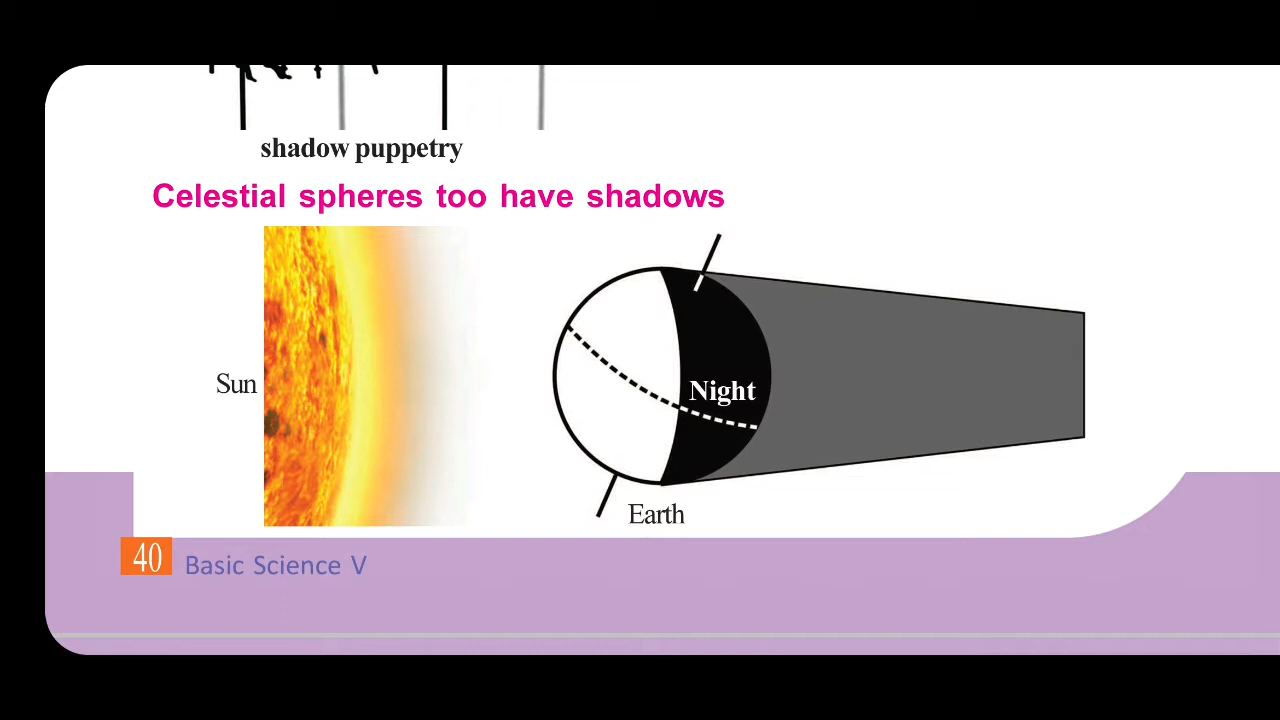 shadow puppetry
Celestial spheres too have shadows
Sun
Night
Earth
40
Basic Science V